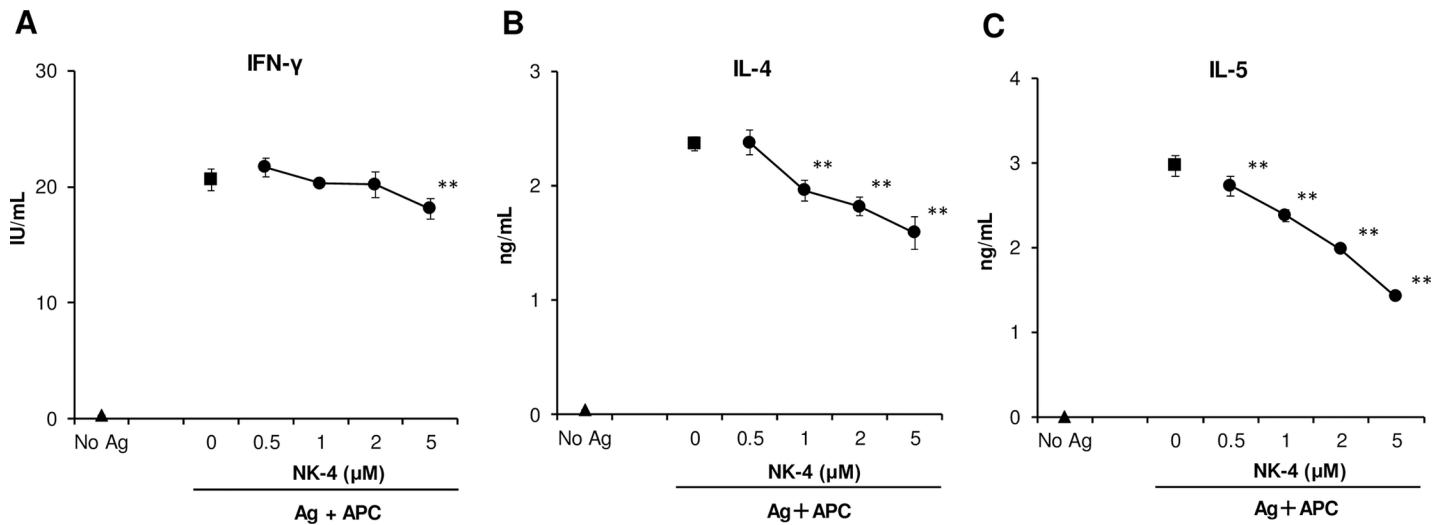 A
IFN-γ
30
20
10
0
IU/mL
**
No Ag 0 0.5 1 2 5
NK-4 (μM)
Ag + APC
B
IL-4
3
2
1
0
ng/mL
**
**
**
No Ag 0 0.5 1 2 5
NK-4 (μM)
Ag+APC
C
IL-5
4
3
2
1
0
ng/mL
**
**
**
**
No Ag 0 0.5 1 2 5
NK-4 (μM)
Ag+APC